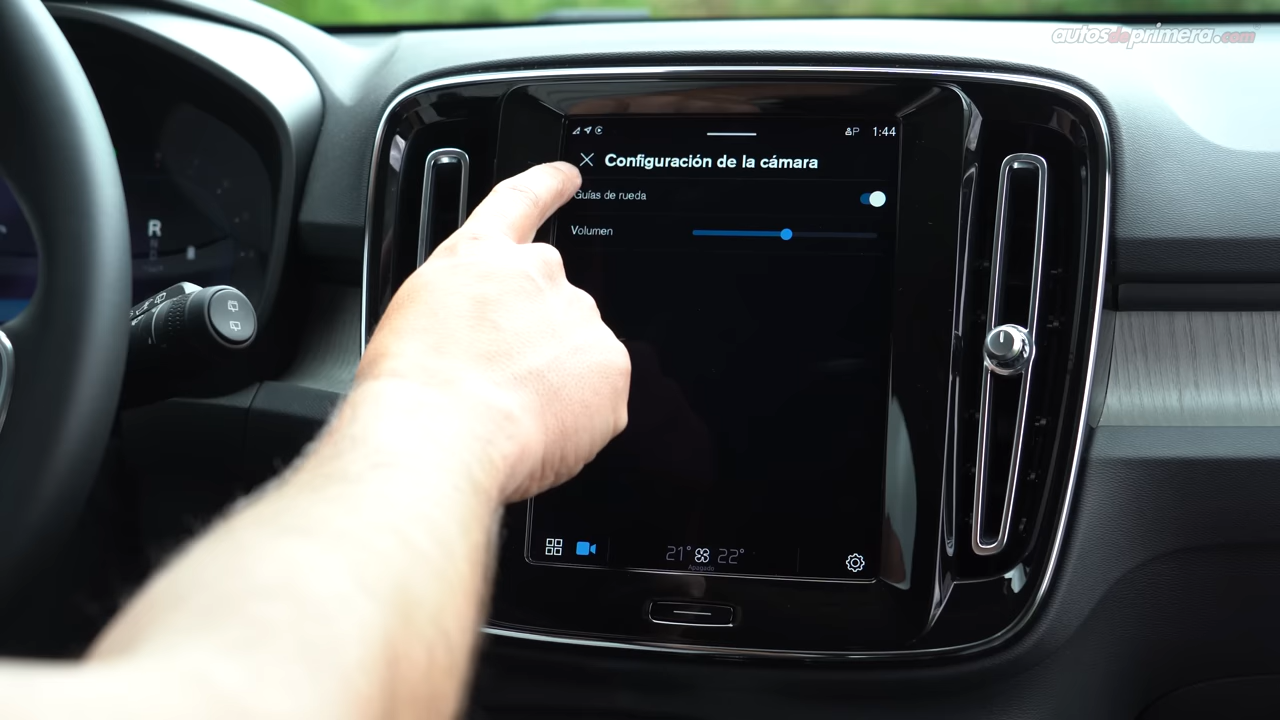 autosdeprimera.com
P 1:44
Configuración de la cámara
Guías de rueda
Volumen
R
21° 22°
Apagado